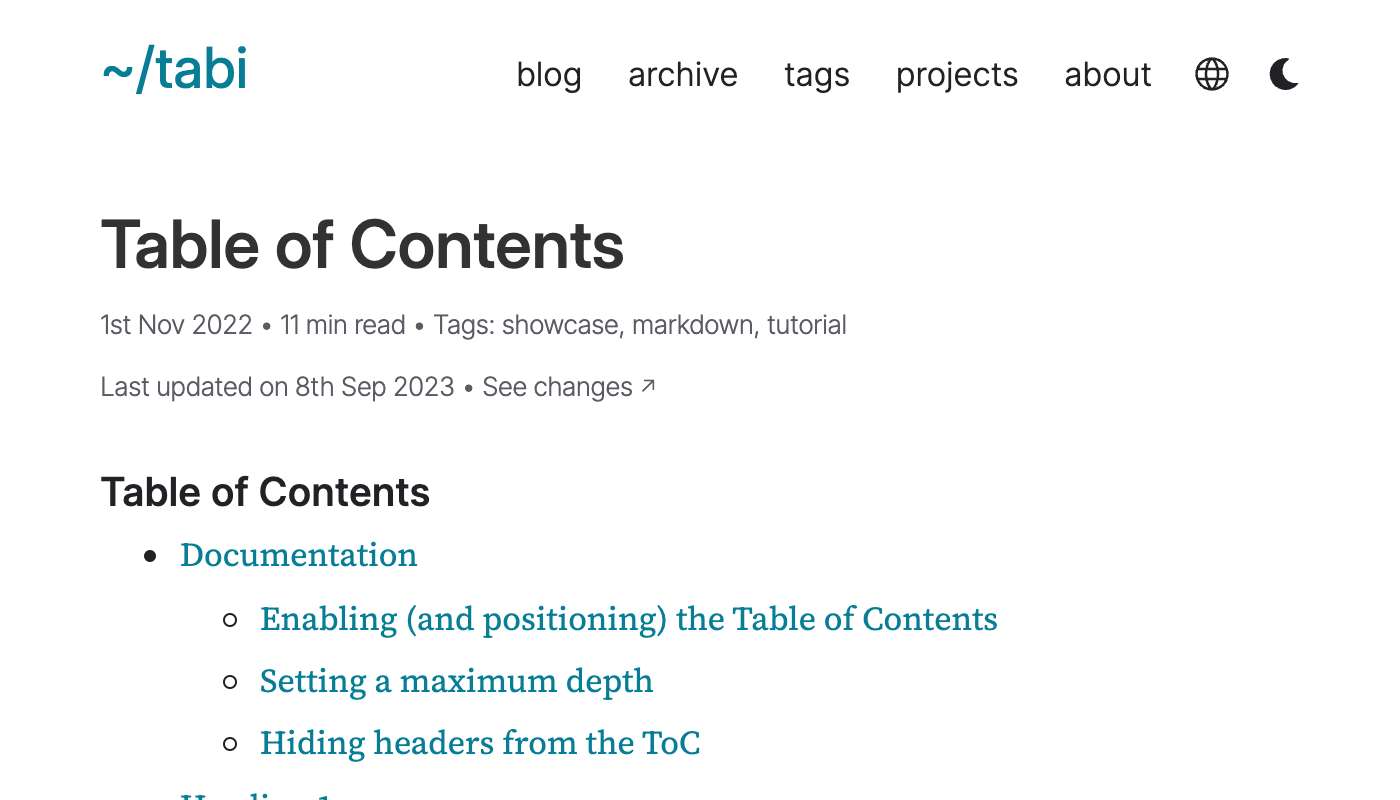 ~/tabi
blog archive tags projects about
Table of Contents
1st Nov 2022 • 11 min read • Tags: showcase, markdown, tutorial
Last updated on 8th Sep 2023 • See changes ↗
Table of Contents
Documentation
Enabling (and positioning) the Table of Contents
Setting a maximum depth
Hiding headers from the ToC